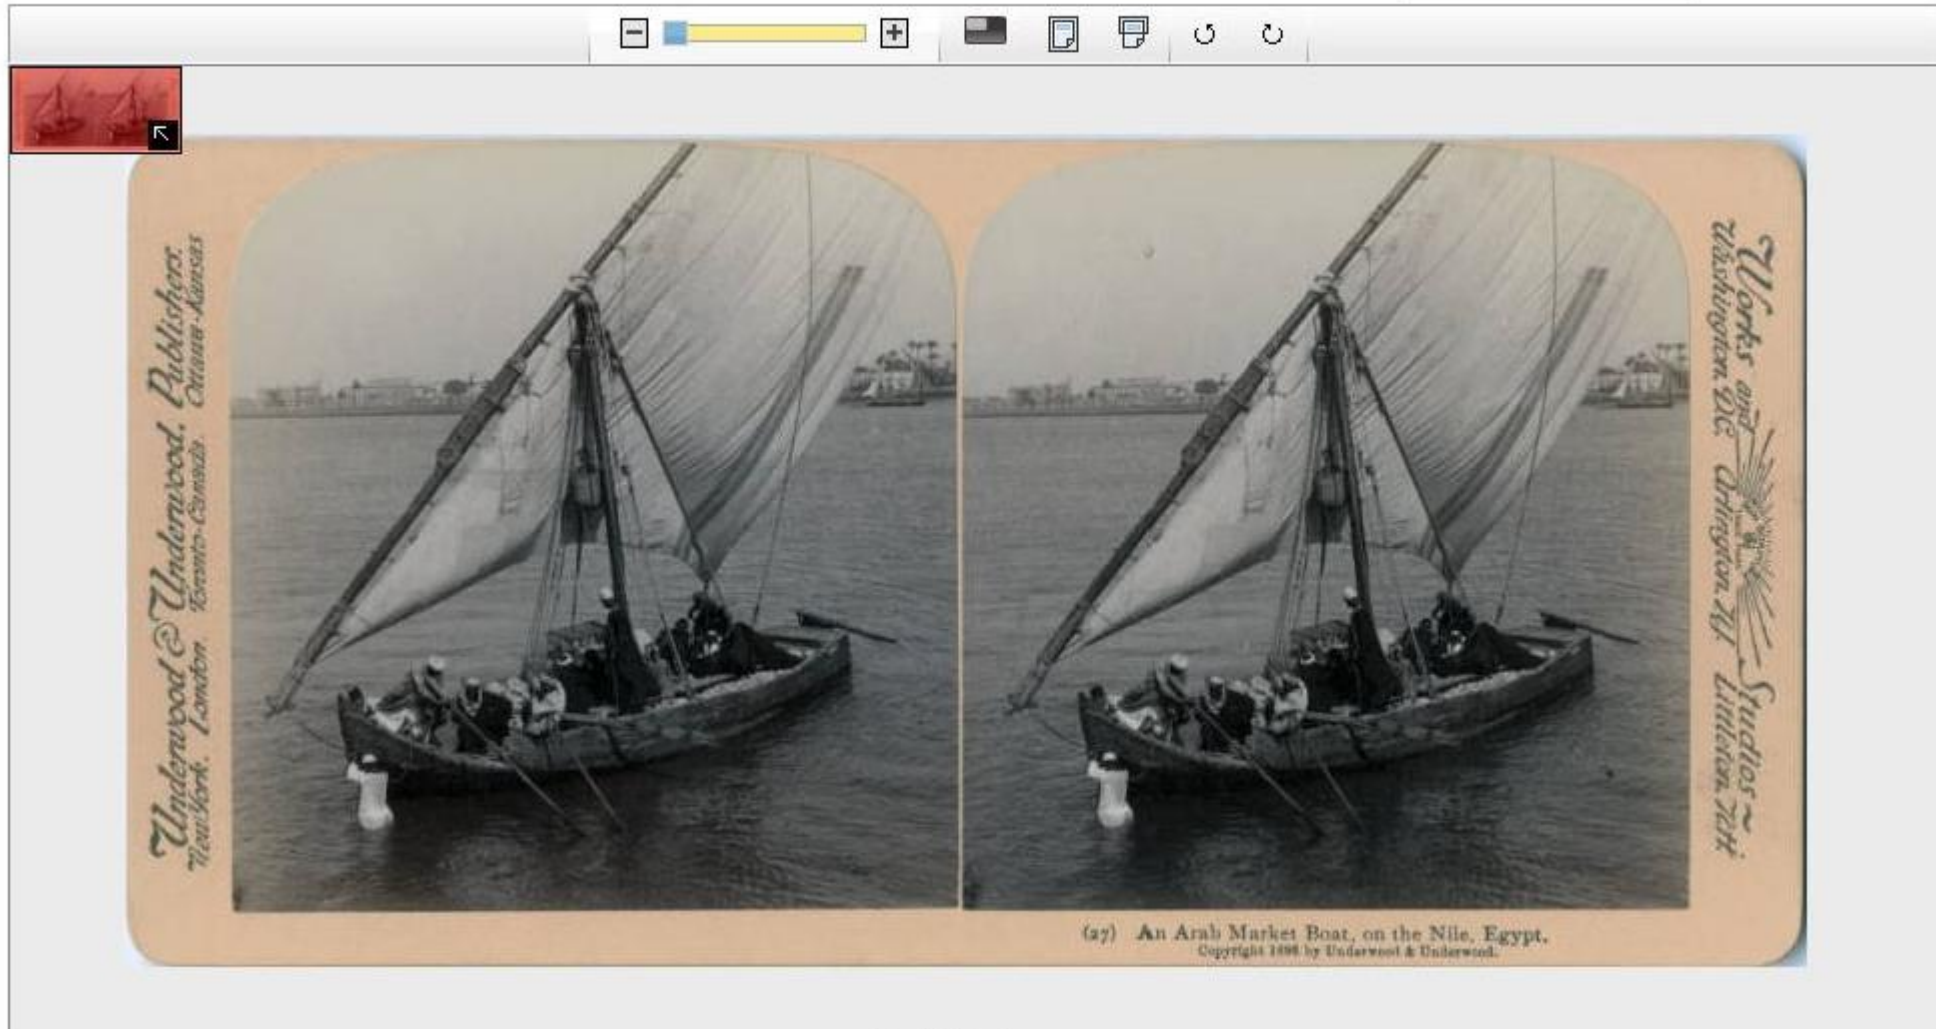 Underwood & Underwood, Publishers.
New York. London. Toronto-Canada. Ottawa-Kansas
Works and Studios~
Washington, D.C. Arlington, N.J. Littleton, N.H.
(27) An Arab Market Boat, on the Nile, Egypt.
Copyright 1896 by Underwood & Underwood.